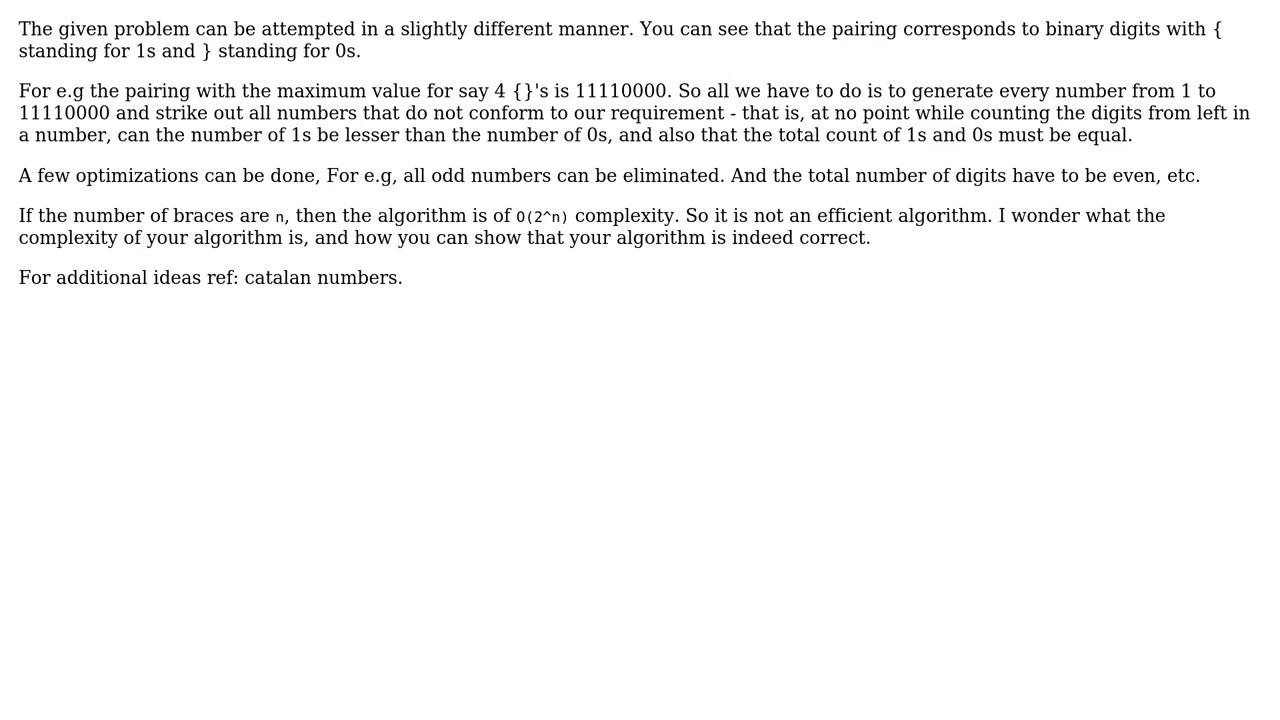 The given problem can be attempted in a slightly different manner. You can see that the pairing corresponds to binary digits with {
standing for 1s and } standing for 0s.
For e.g the pairing with the maximum value for say 4 {}'s is 11110000. So all we have to do is to generate every number from 1 to
11110000 and strike out all numbers that do not conform to our requirement - that is, at no point while counting the digits from left in
a number, can the number of 1s be lesser than the number of 0s, and also that the total count of 1s and 0s must be equal.
A few optimizations can be done, For e.g, all odd numbers can be eliminated. And the total number of digits have to be even, etc.
If the number of braces are n, then the algorithm is of O(2^n) complexity. So it is not an efficient algorithm. I wonder what the
complexity of your algorithm is, and how you can show that your algorithm is indeed correct.
For additional ideas ref: catalan numbers.